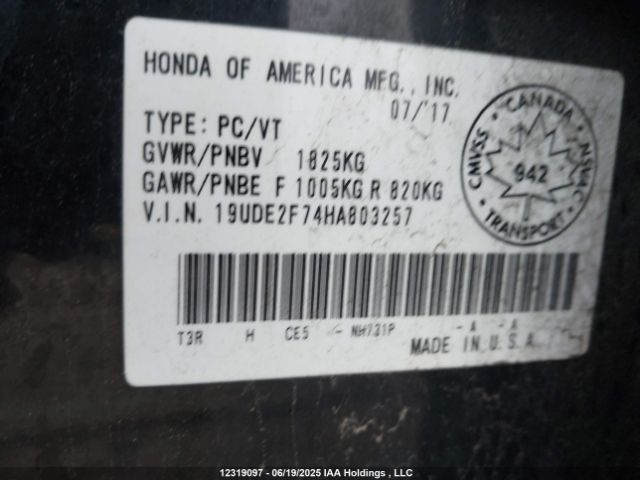 HONDA OF AMERICA MFG., INC.
07/'17
TYPE: PC/VT
GVWR/PNBV 1825KG
GAWR/PNBE F 1005KG R 820KG
V.I.N. 19UDE2F74HA803257
CANADA
CMVSS
NSVAC
942
TRANSPORT
T3R H CE5 - NH731P - A - A
MADE IN U.S.A.
12319097 - 06/19/2025 IAA Holdings , LLC